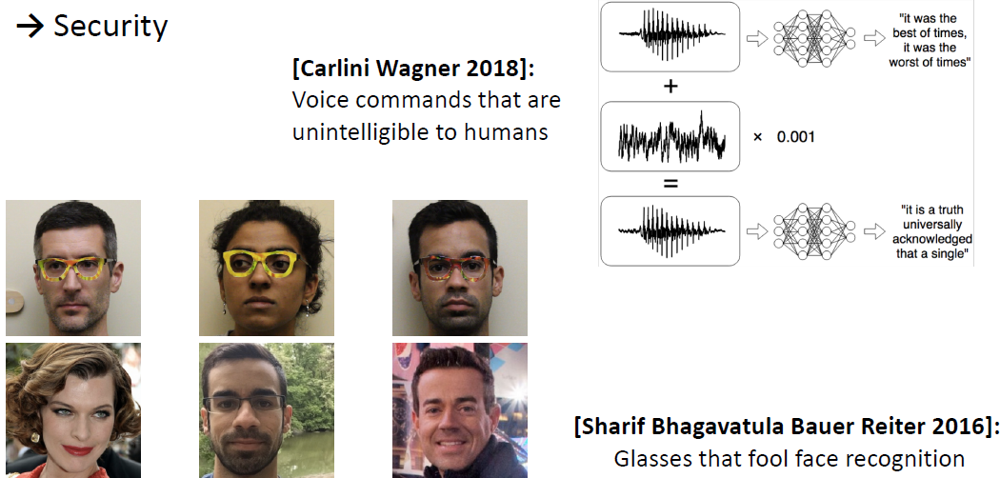 → Security
[Carlini Wagner 2018]:
Voice commands that are
unintelligible to humans
"it was the
best of times,
it was the
worst of times"
+
× 0.001
=
"it is a truth
universally
acknowledged
that a single"
[Sharif Bhagavatula Bauer Reiter 2016]:
Glasses that fool face recognition